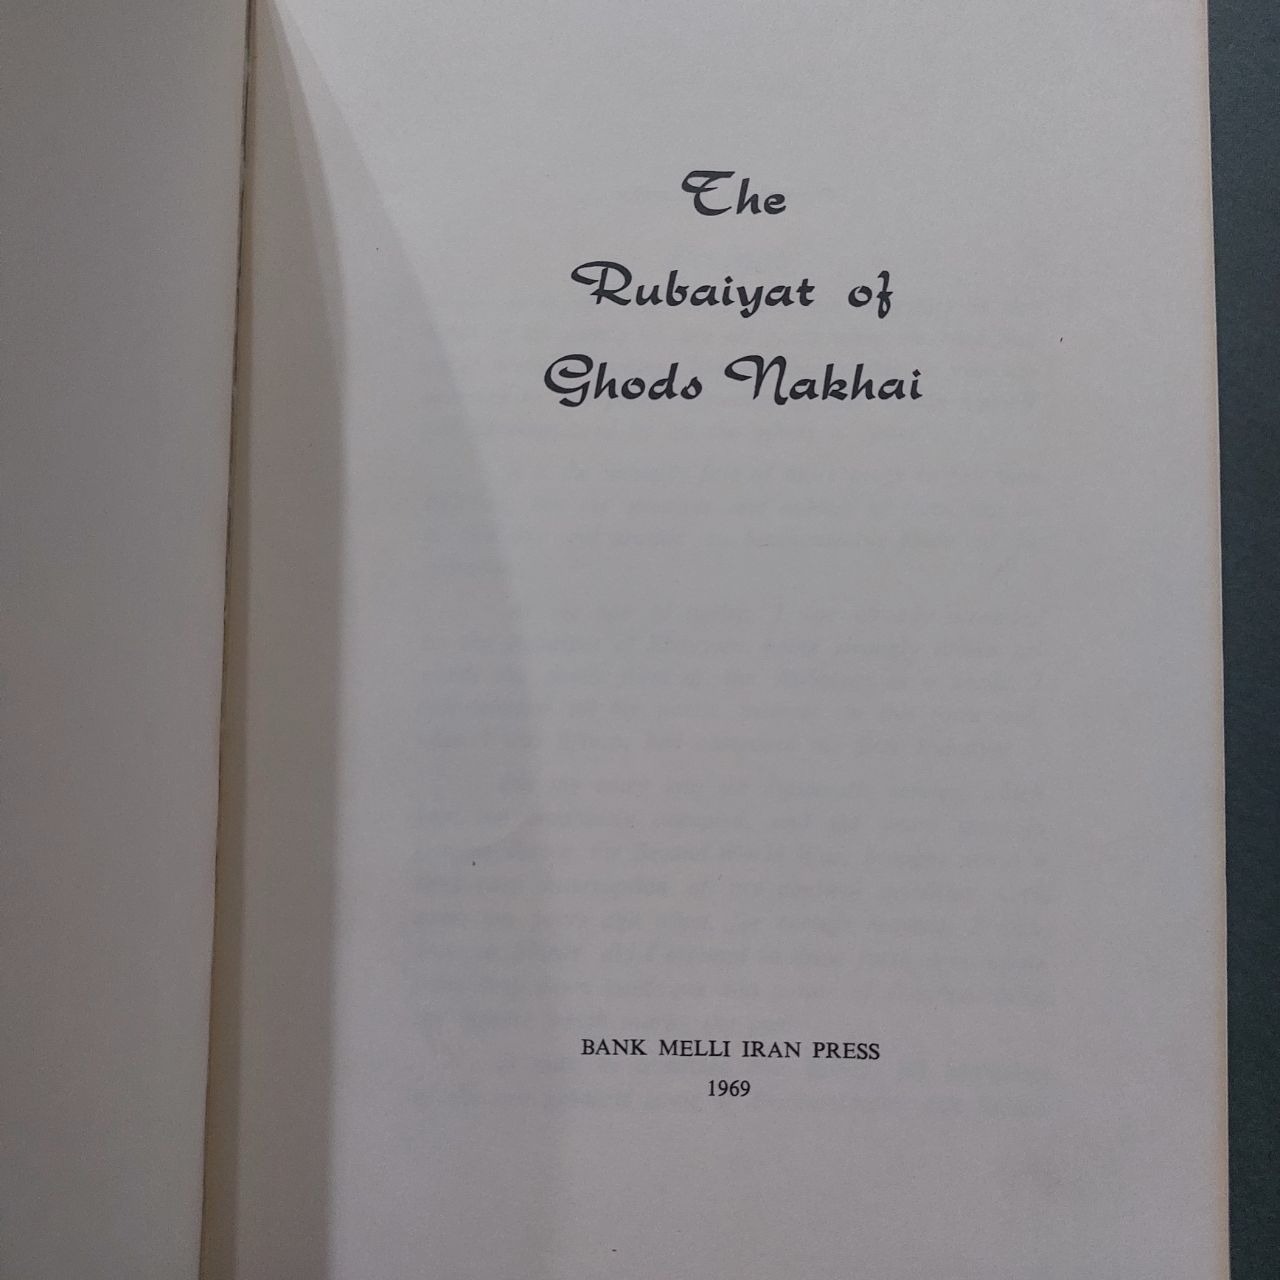 The
Rubaiyat of
Ghods Nakhai
BANK MELLI IRAN PRESS
1969